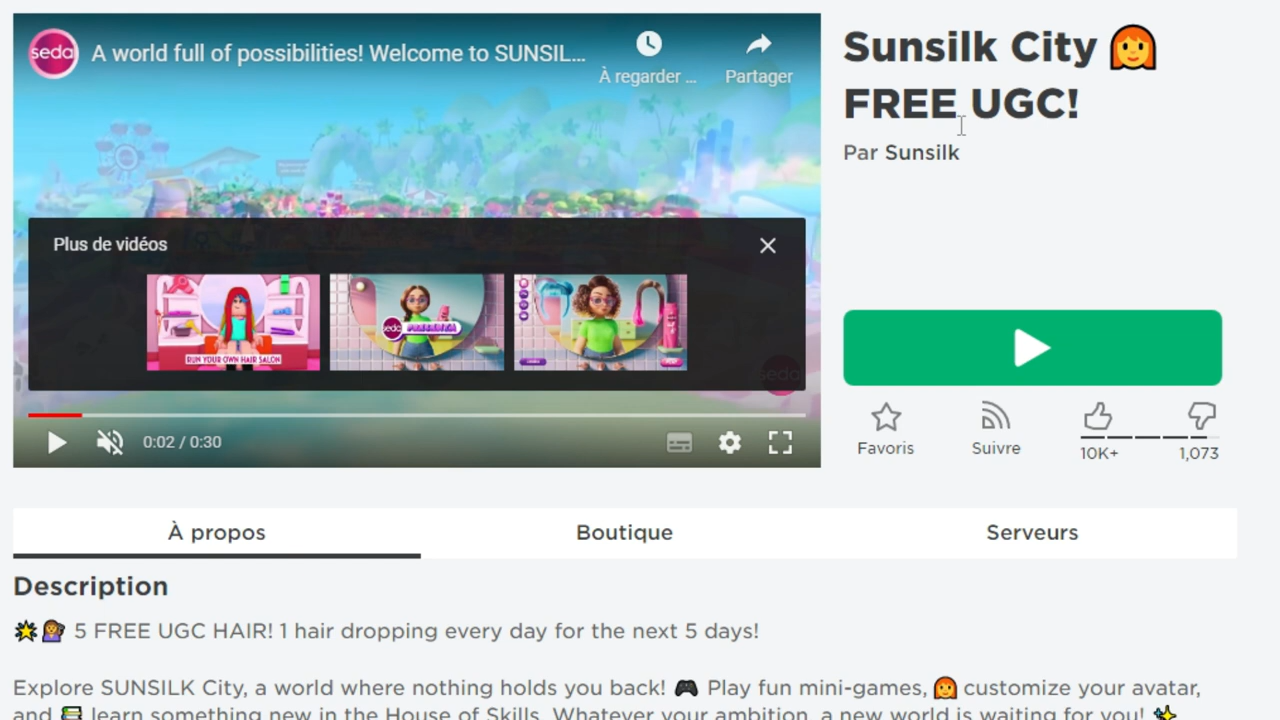 seda
A world full of possibilities! Welcome to SUNSIL...
À regarder ...
Partager
Sunsilk City
FREE UGC!
Par Sunsilk
Plus de vidéos
RUN YOUR OWN HAIR SALON
seda
seda
0:02 / 0:30
Favoris
Suivre
10K+
1,073
À propos
Boutique
Serveurs
Description
🌟💁🏽‍♀️ 5 FREE UGC HAIR! 1 hair dropping every day for the next 5 days!
Explore SUNSILK City, a world where nothing holds you back! 🎮 Play fun mini-games, 👩‍🦰 customize your avatar,
and 📚 learn something new in the House of Skills. Whatever your ambition, a new world is waiting for you! ✨